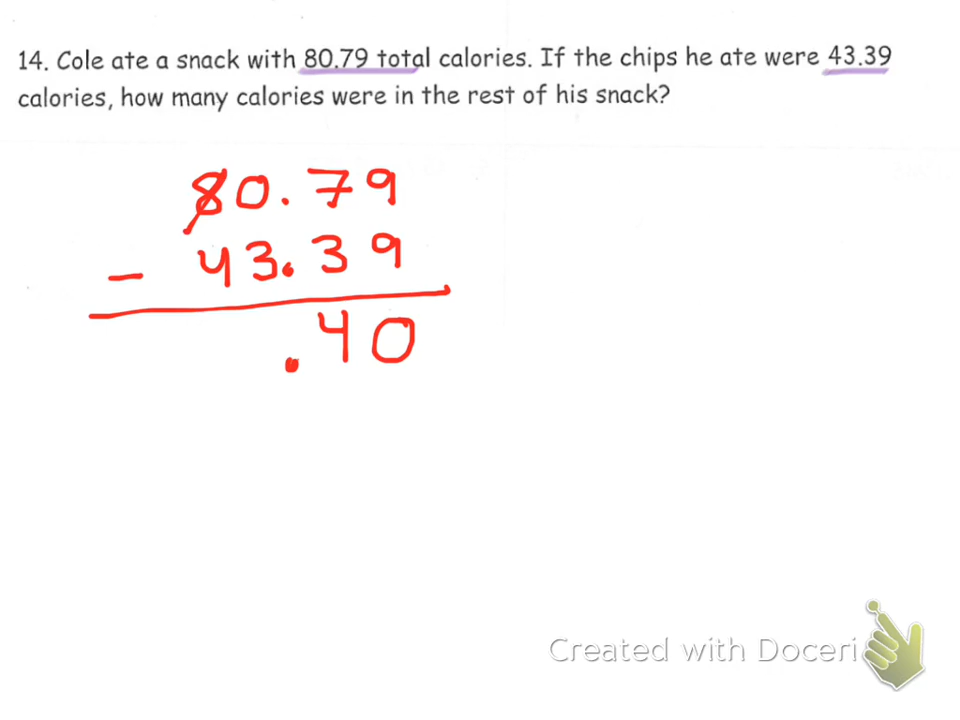 14. Cole ate a snack with 80.79 total calories. If the chips he ate were 43.39
calories, how many calories were in the rest of his snack?
80.79
- 43.39
.40
Created with Doceri